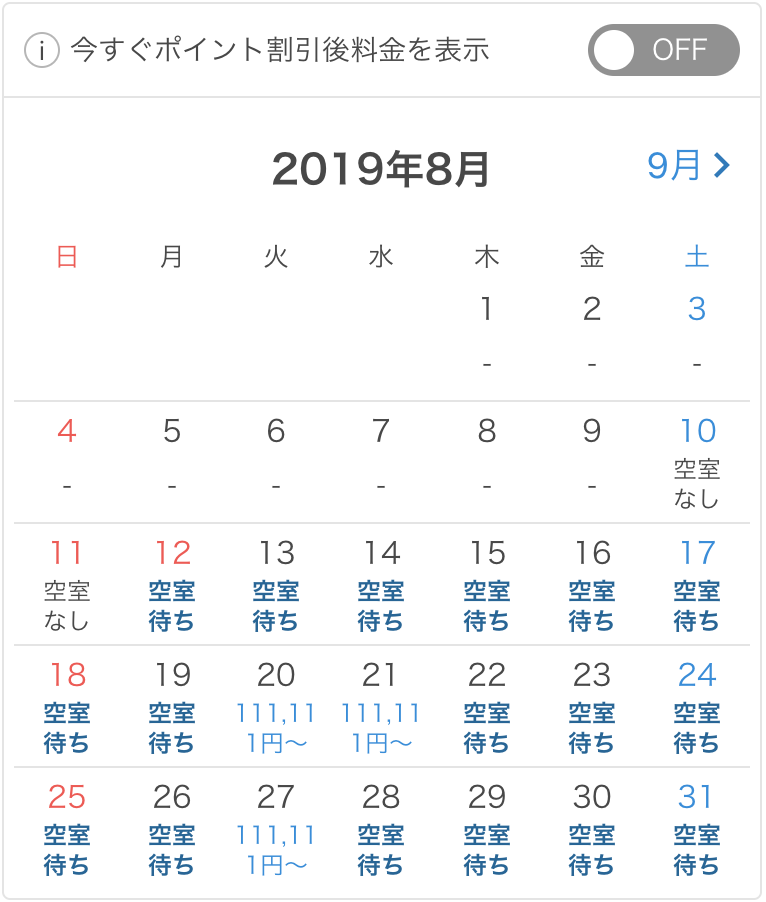 i 今すぐポイント割引後料金を表示 OFF
2019年8月 9月
日 月 火 水 木 金 土
1 2 3
- - -
4 5 6 7 8 9 10
- - - - - - 空室
なし
11 12 13 14 15 16 17
空室 空室 空室 空室 空室 空室 空室
なし 待ち 待ち 待ち 待ち 待ち 待ち
18 19 20 21 22 23 24
空室 空室 111,11 111,11 空室 空室 空室
待ち 待ち 1円〜 1円〜 待ち 待ち 待ち
25 26 27 28 29 30 31
空室 空室 111,11 空室 空室 空室 空室
待ち 待ち 1円〜 待ち 待ち 待ち 待ち